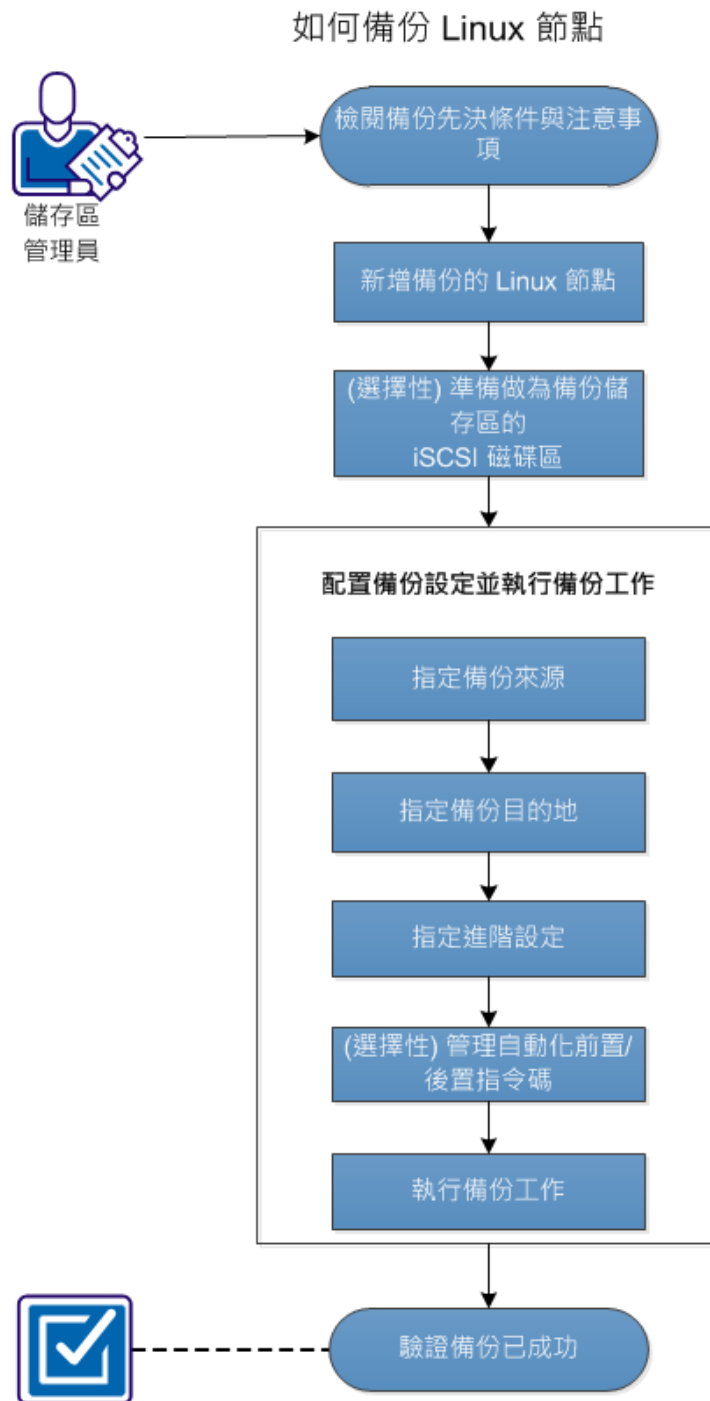 如何備份 Linux 節點
檢閱備份先決條件與注意事
項
儲存區
管理員
新增備份的 Linux 節點
(選擇性) 準備做為備份儲
存區的
iSCSI 磁碟區
配置備份設定並執行備份工作
指定備份來源
指定備份目的地
指定進階設定
(選擇性) 管理自動化前置/
後置指令碼
執行備份工作
驗證備份已成功